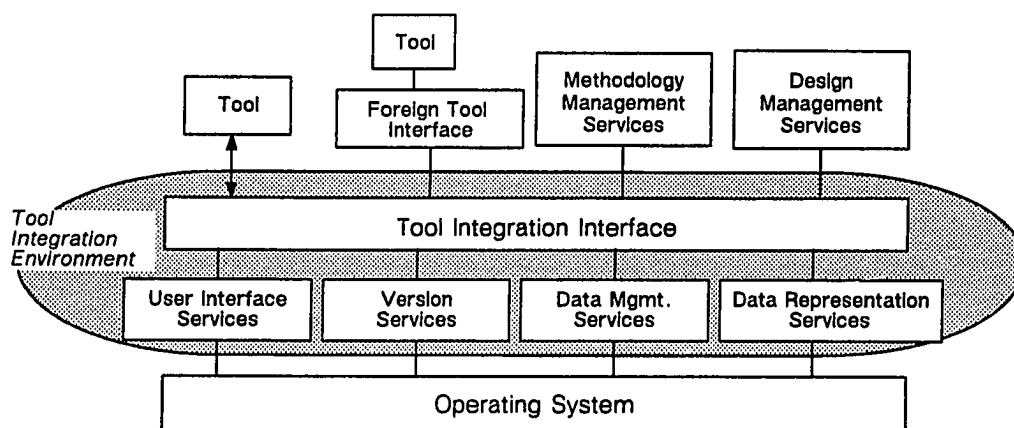 Tool
Tool
Foreign Tool
Interface
Methodology
Management
Services
Design
Management
Services
Tool
Integration
Environment
Tool Integration Interface
User Interface
Services
Version
Services
Data Mgmt.
Services
Data Representation
Services
Operating System